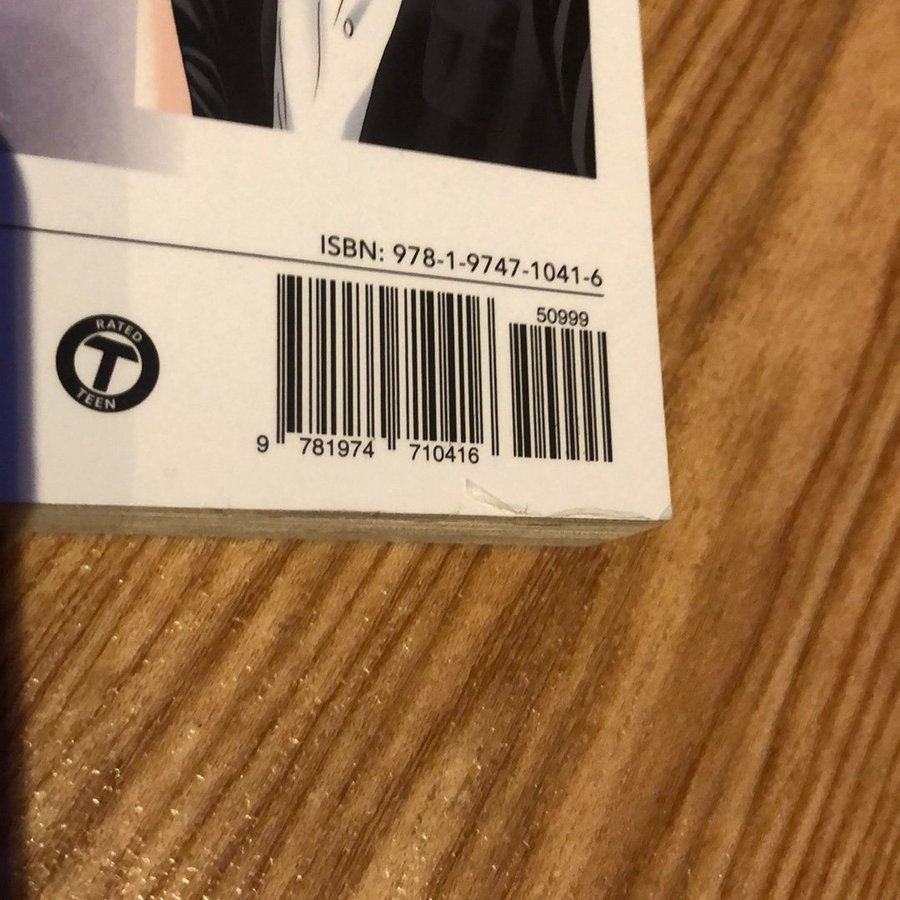 ISBN: 978-1-9747-1041-6
50999
RATED
T
TEEN
9 781974 710416